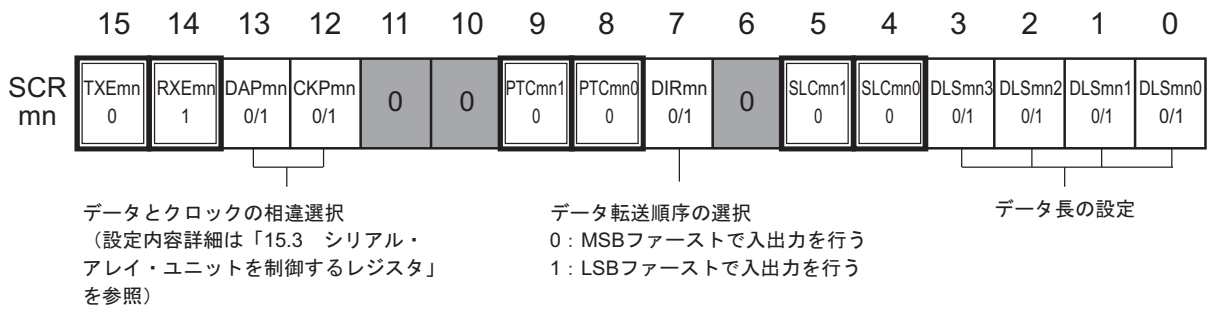 15 14 13 12 11 10 9 8 7 6 5 4 3 2 1 0
SCR
mn
TXEmn RXEmn DAPmn CKPmn 0 0 PTCmn1 PTCmn0 DIRmn 0 SLCmn1 SLCmn0 DLSmn3 DLSmn2 DLSmn1 DLSmn0
0 1 0/1 0/1 0 0 0/1 0 0 0/1 0/1 0/1 0/1
データとクロックの相違選択
（設定内容詳細は「15.3 シリアル・
アレイ・ユニットを制御するレジスタ」
を参照）
データ転送順序の選択
0：MSBファーストで入出力を行う
1：LSBファーストで入出力を行う
データ長の設定